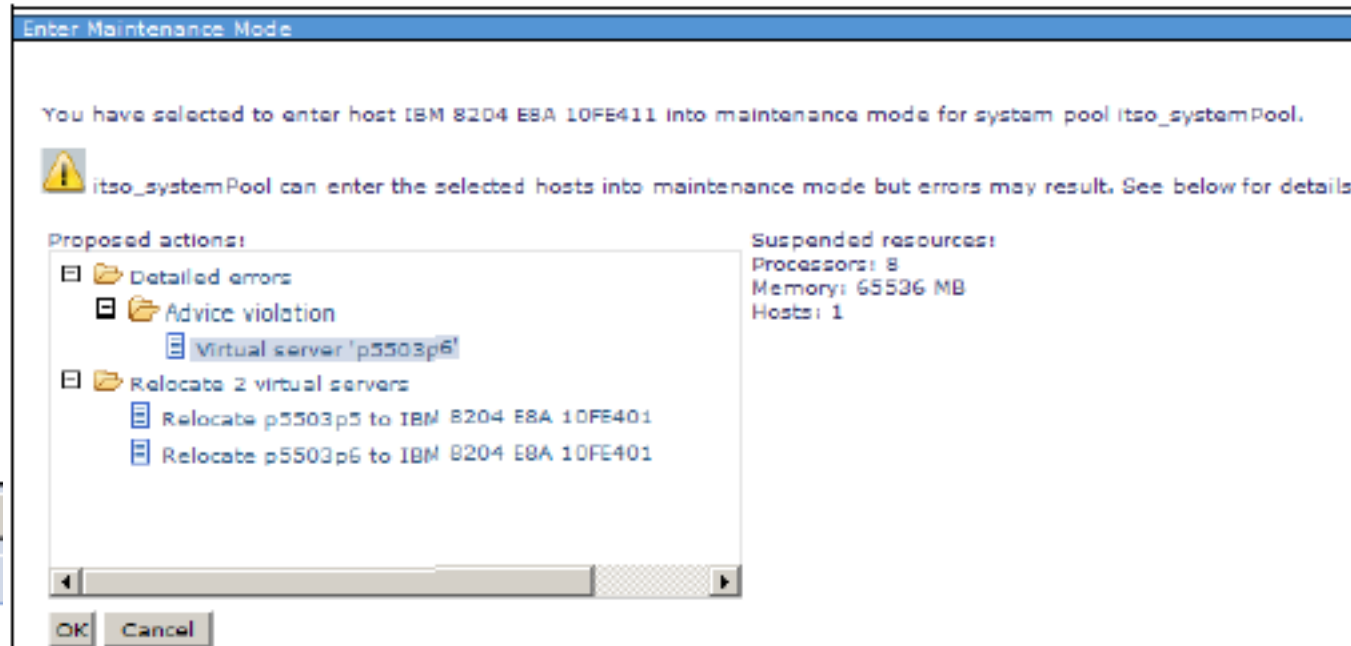 Enter Maintenance Mode
You have selected to enter host IBM 8204 E8A 10FE411 into maintenance mode for system pool itso_systemPool.
itso_systemPool can enter the selected hosts into maintenance mode but errors may result. See below for details
Proposed actions:
Detailed errors
Advice violation
Virtual server 'p5503p6'
Relocate 2 virtual servers
Relocate p5503p5 to IBM 8204 E8A 10FE401
Relocate p5503p6 to IBM 8204 E8A 10FE401
Suspended resources:
Processors: 8
Memory: 65536 MB
Hosts: 1
OK
Cancel